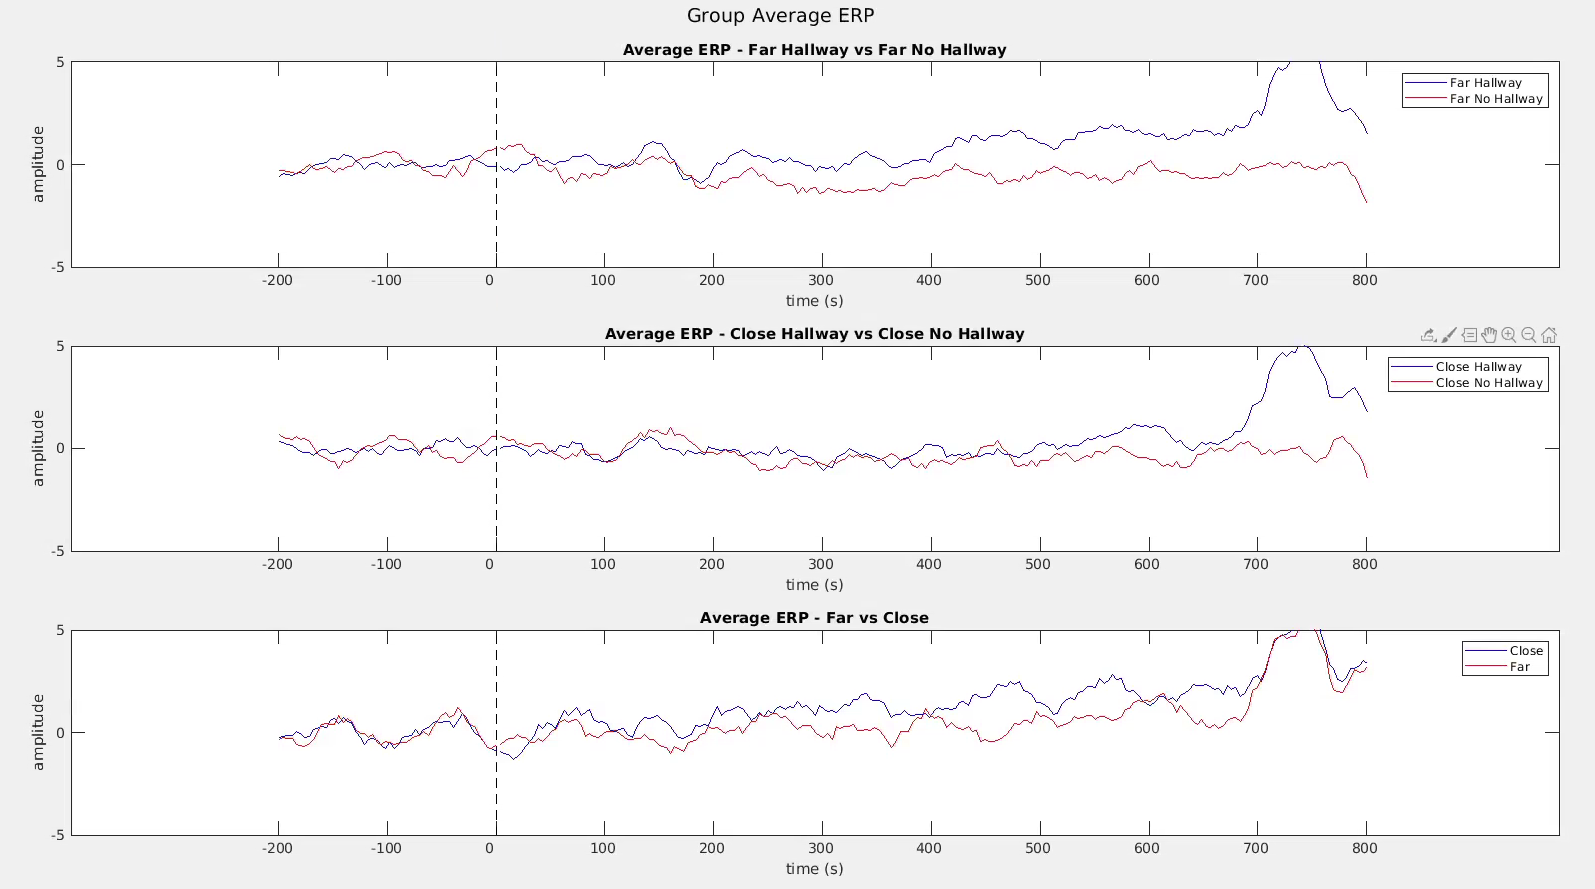 Group Average ERP
Average ERP - Far Hallway vs Far No Hallway
5
0
-5
amplitude
Far Hallway
Far No Hallway
-200 -100 0 100 200 300 400 500 600 700 800
time (s)
Average ERP - Close Hallway vs Close No Hallway
5
0
-5
amplitude
Close Hallway
Close No Hallway
-200 -100 0 100 200 300 400 500 600 700 800
time (s)
Average ERP - Far vs Close
5
0
-5
amplitude
Close
Far
-200 -100 0 100 200 300 400 500 600 700 800
time (s)